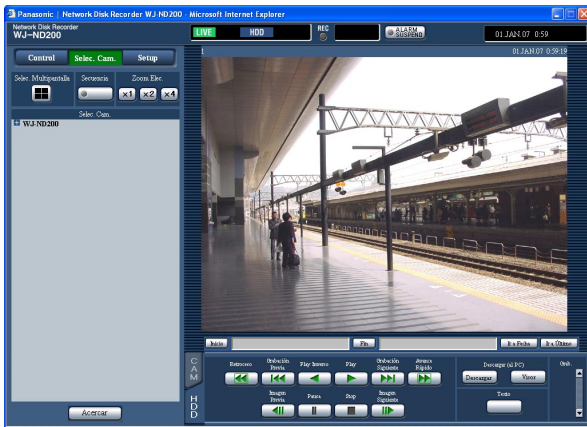 Panasonic | Network Disk Recorder WJ-ND200 - Microsoft Internet Explorer
Network Disk Recorder
WJ-ND200
LIVE
HDD
REC
ALARM
SUSPEND
01.JAN.07 0:59
Control
Selec. Cam.
Setup
1
01.JAN.07 0:59:19
Selec. Multipantalla
Secuencia
Zoom Elec.
x1
x2
x4
Selec. Cam.
WJ-ND200
Inicio
Fin
Ir a Fecha
Ir a Último
CAM
HDD
Retroceso
Grabación
Previa
Play Inverso
Play
Grabación
Siguiente
Avance
Rápido
Descargar (al PC)
Descargar
Visor
Grab.
Imagen
Previa
Pausa
Stop
Imagen
Siguiente
Texto
Acercar